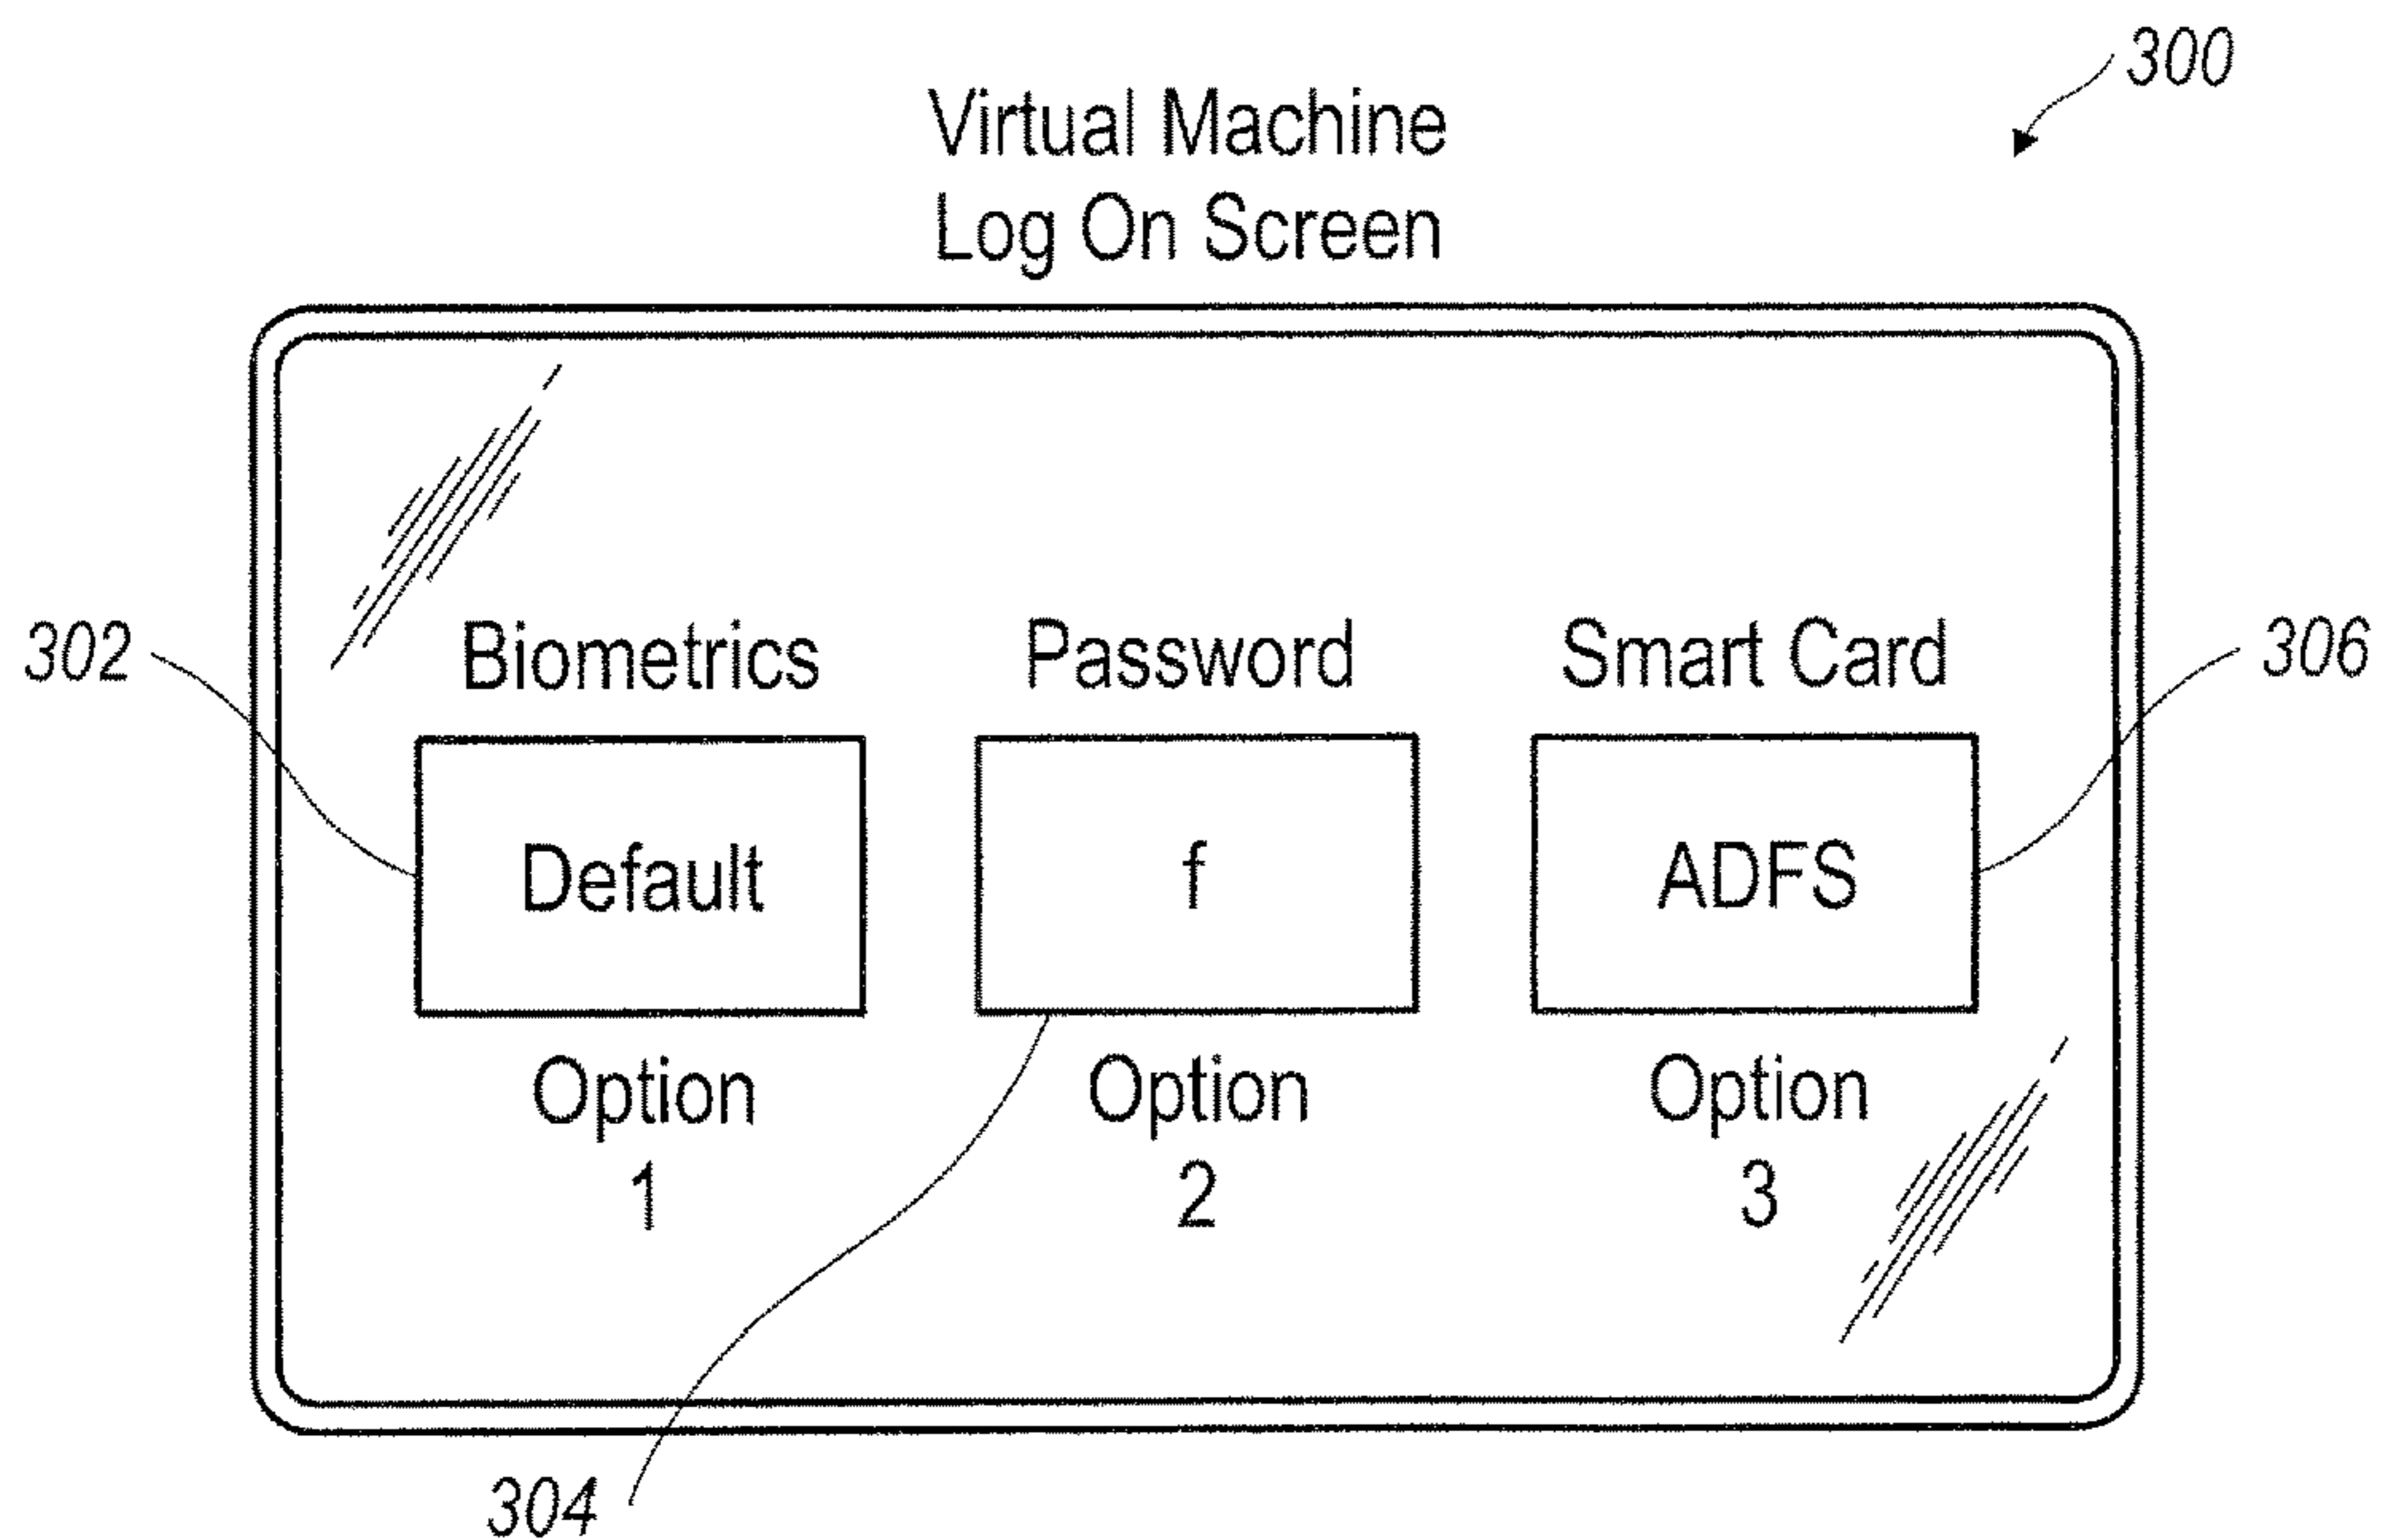 300
Virtual Machine
Log On Screen
302
Biometrics
Password
Smart Card
306
Default
f
ADFS
Option
1
Option
2
Option
3
304